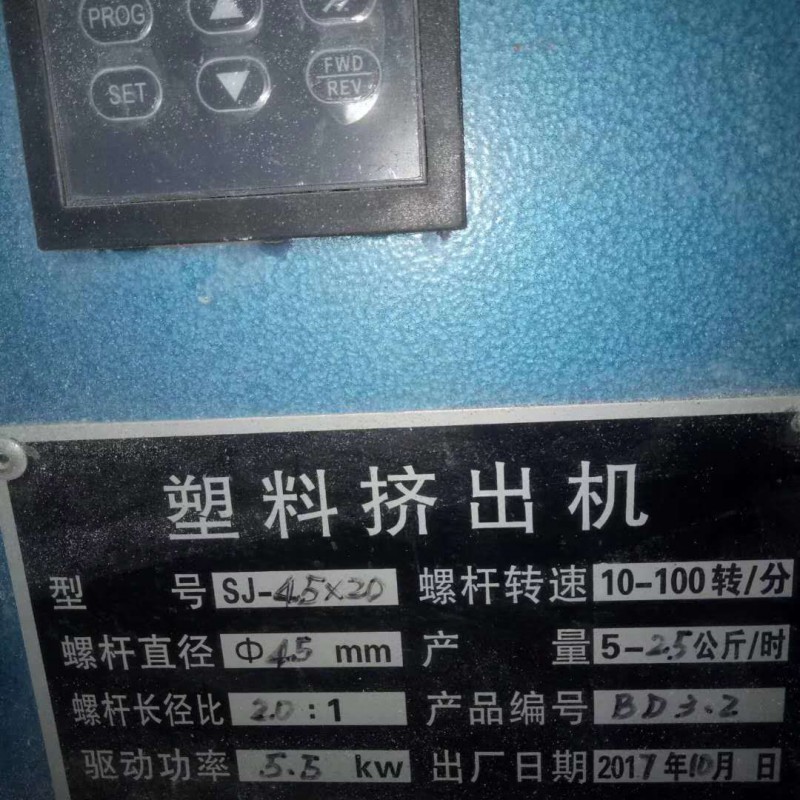 PROG
SET
FWD
REV
塑料挤出机
型 号 SJ-45×20 螺杆转速 10-100转/分
螺杆直径 Φ45 mm 产 量 5-25公斤/时
螺杆长径比 20:1 产品编号 BD3.2
驱动功率 5.5 kw 出厂日期 2017年10月 日